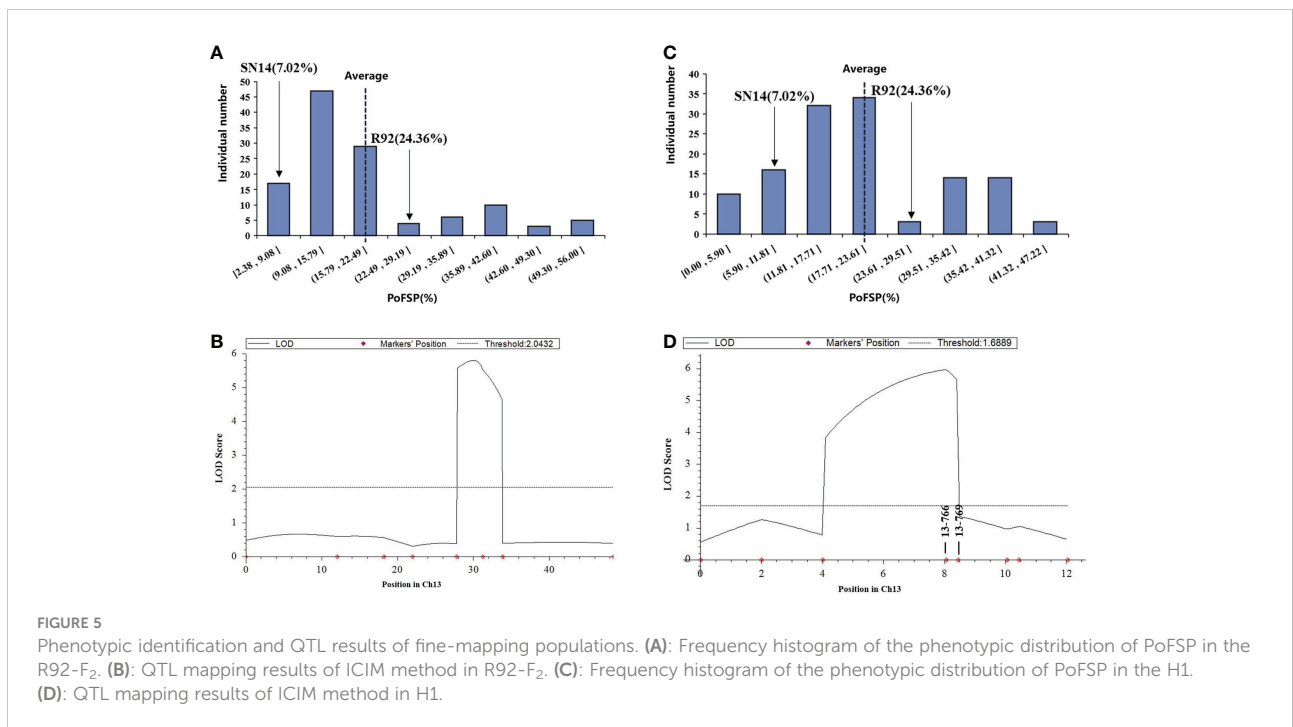 A
SN14(7.02%)
Average
R92(24.36%)
Individual number
50
45
40
35
30
25
20
15
10
5
0
[2.38 , 9.08 ]
(9.08 , 15.79 ]
(15.79 , 22.49 ]
(22.49 , 29.19 ]
(29.19 , 35.89 ]
(35.89 , 42.60 ]
(42.60 , 49.30 ]
(49.30 , 56.00 ]
PoFSP(%)
C
Average
SN14(7.02%)
R92(24.36%)
Individual number
40
35
30
25
20
15
10
5
0
[0.00 , 5.90 ]
(5.90 , 11.81 ]
(11.81 , 17.71 ]
(17.71 , 23.61 ]
(23.61 , 29.51 ]
(29.51 , 35.42 ]
(35.42 , 41.32 ]
(41.32 , 47.22 ]
PoFSP(%)
B
LOD Markers' Position Threshold:2.0432
LOD Score
6
5
4
3
2
1
0
0 10 20 30 40
Position in Ch13
D
LOD Markers' Position Threshold:1.6889
LOD Score
6
5
4
3
2
1
0
13-766
13-769
0 2 4 6 8 10 12
Position in Ch13
FIGURE 5
Phenotypic identification and QTL results of fine-mapping populations. (A): Frequency histogram of the phenotypic distribution of PoFSP in the
R92-F2. (B): QTL mapping results of ICIM method in R92-F2. (C): Frequency histogram of the phenotypic distribution of PoFSP in the H1.
(D): QTL mapping results of ICIM method in H1.